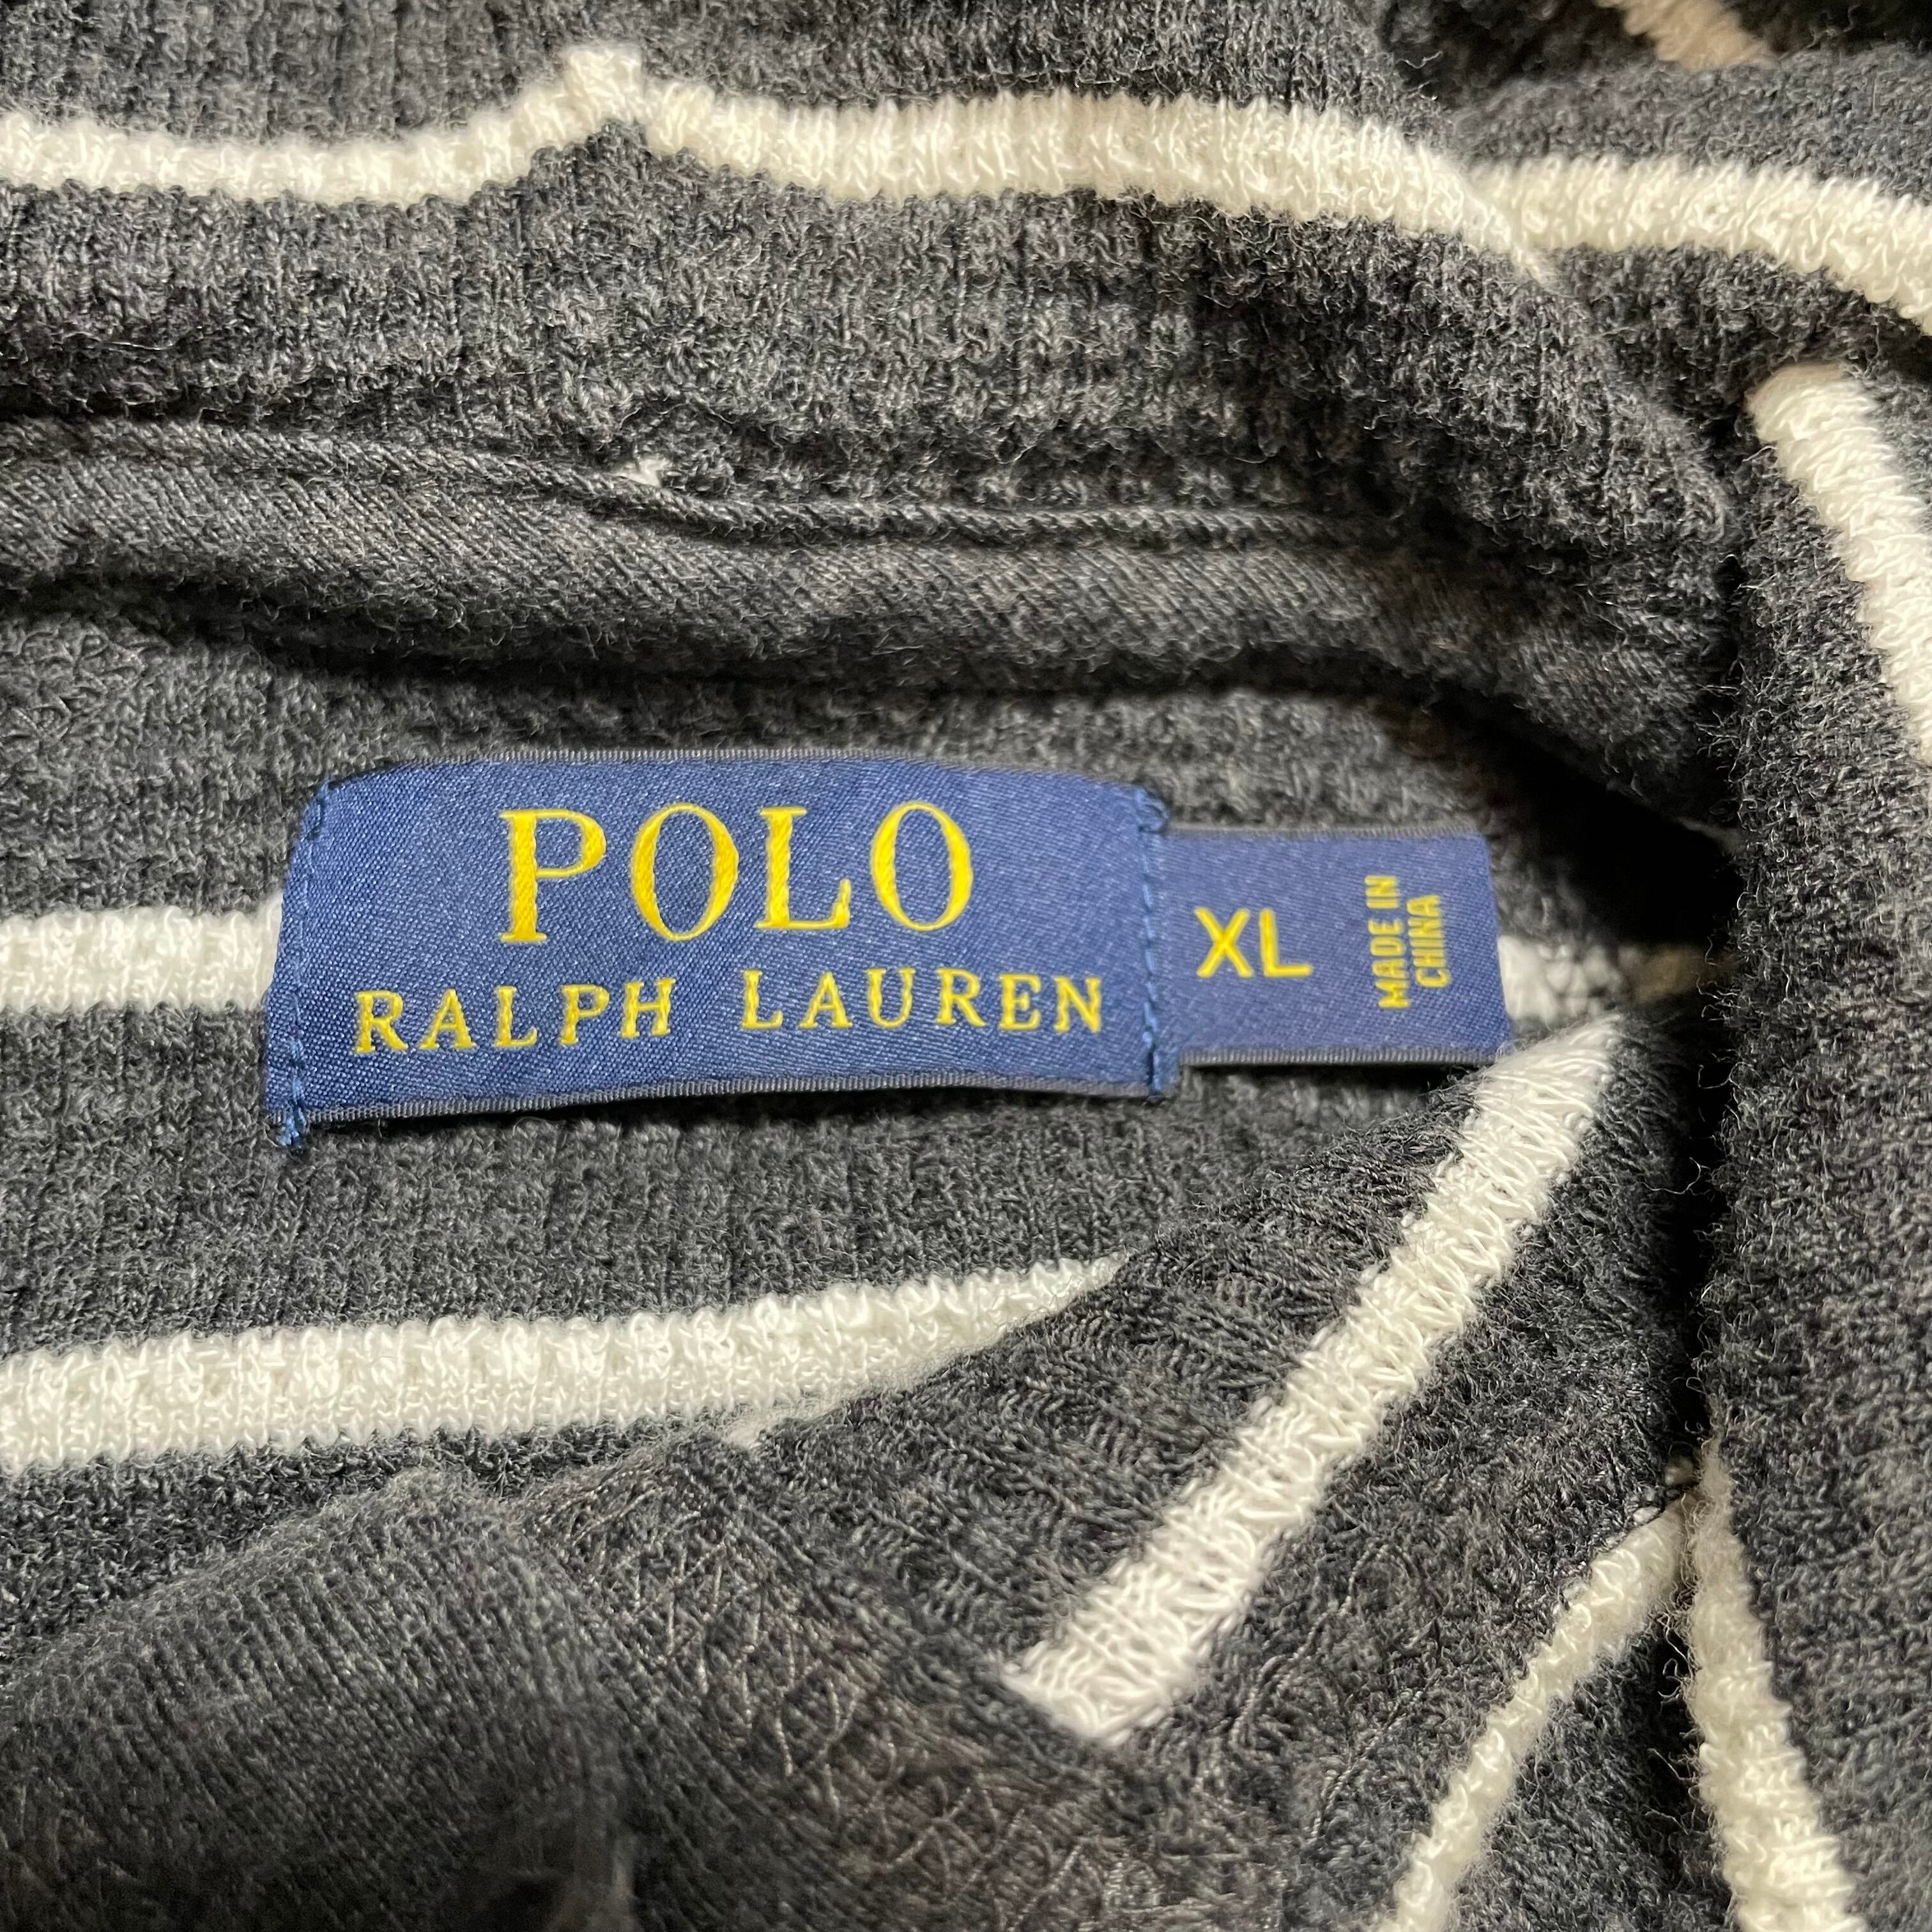 POLO
RALPH LAUREN
XL
MADE IN
CHINA